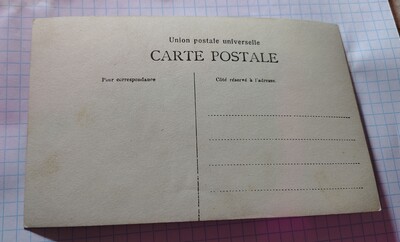 Union postale universelle
CARTE POSTALE
Pour correspondance
Côté réservé à l'adresse.